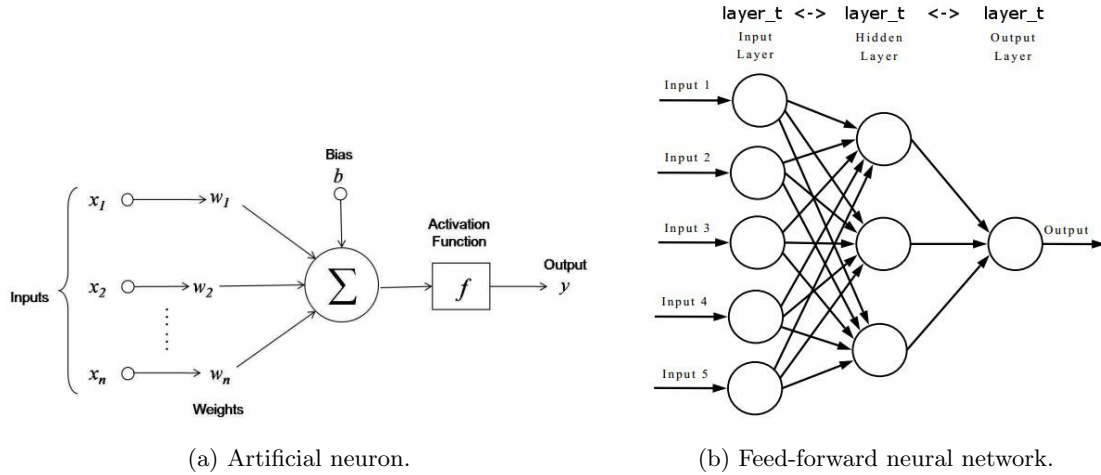 Inputs
x1
x2
xn
w1
w2
wn
Weights
Bias
b
Σ
Activation
Function
f
Output
y
(a) Artificial neuron.
layer_t <-> layer_t <-> layer_t
Input
Layer
Hidden
Layer
Output
Layer
Input 1
Input 2
Input 3
Input 4
Input 5
Output
(b) Feed-forward neural network.